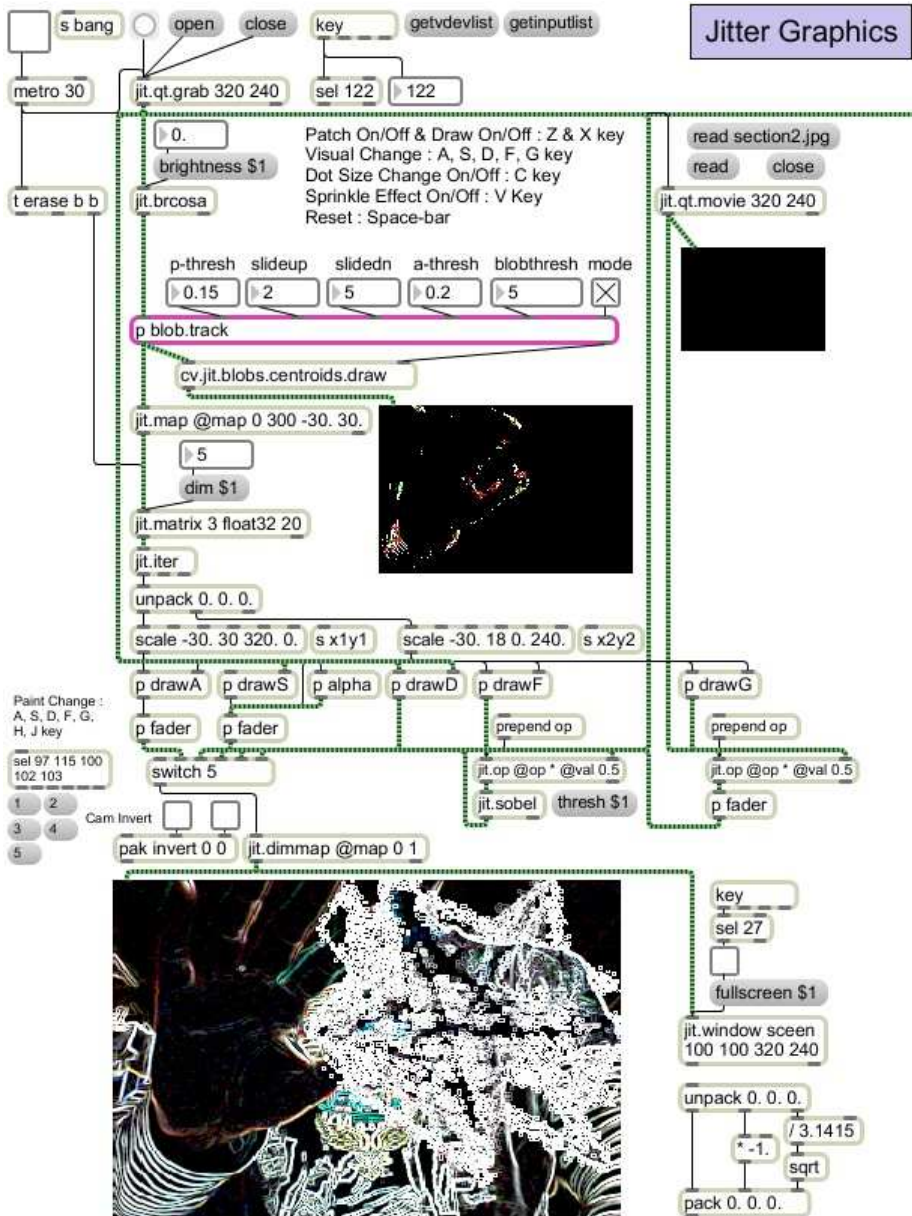 s bang
open
close
key
getvdevlist
getinputlist
Jitter Graphics
metro 30
jit.qt.grab 320 240
sel 122
122
0.
brightness $1
Patch On/Off & Draw On/Off : Z & X key
Visual Change : A, S, D, F, G key
Dot Size Change On/Off : C key
Sprinkle Effect On/Off : V Key
Reset : Space-bar
read section2.jpg
read
close
t erase b b
jit.brcosa
jit.qt.movie 320 240
p-thresh
slideup
slidedn
a-thresh
blobthresh
mode
0.15
2
5
0.2
5
p blob.track
cv.jit.blobs.centroids.draw
jit.map @map 0 300 -30. 30.
5
dim $1
jit.matrix 3 float32 20
jit.iter
unpack 0. 0. 0.
scale -30. 30 320. 0.
s x1y1
scale -30. 18 0. 240.
s x2y2
p drawA
p drawS
p alpha
p drawD
p drawF
p drawG
Paint Change :
A, S, D, F, G,
H, J key
p fader
p fader
prepend op
prepend op
sel 97 115 100
102 103
switch 5
jit.op @op * @val 0.5
jit.op @op * @val 0.5
1
2
3
4
5
Cam Invert
jit.sobel
thresh $1
p fader
pak invert 0 0
jit.dimmap @map 0 1
key
sel 27
fullscreen $1
jit.window sceen
100 100 320 240
unpack 0. 0. 0.
/ 3.1415
* -1.
sqrt
pack 0. 0. 0.